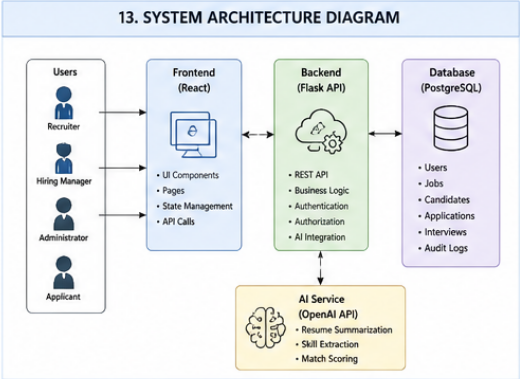 13. SYSTEM ARCHITECTURE DIAGRAM
Users
Recruiter
Hiring Manager
Administrator
Applicant
Frontend
(React)
• UI Components
• Pages
• State Management
• API Calls
Backend
(Flask API)
• REST API
• Business Logic
• Authentication
• Authorization
• AI Integration
Database
(PostgreSQL)
• Users
• Jobs
• Candidates
• Applications
• Interviews
• Audit Logs
AI Service
(OpenAI API)
• Resume Summarization
• Skill Extraction
• Match Scoring